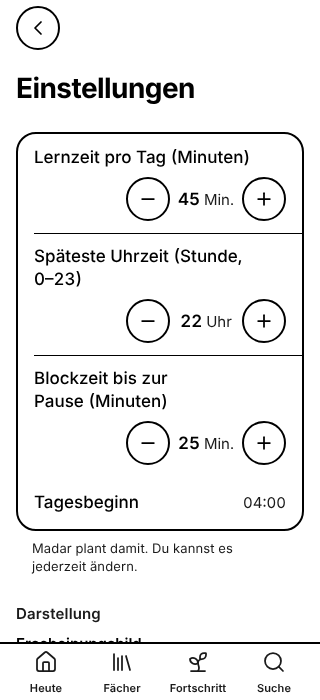 Einstellungen
Lernzeit pro Tag (Minuten)
45 Min.
Späteste Uhrzeit (Stunde,
0–23)
22 Uhr
Blockzeit bis zur
Pause (Minuten)
25 Min.
Tagesbeginn 04:00
Madar plant damit. Du kannst es
jederzeit ändern.
Darstellung
Erscheinungsbild
Heute Fächer Fortschritt Suche